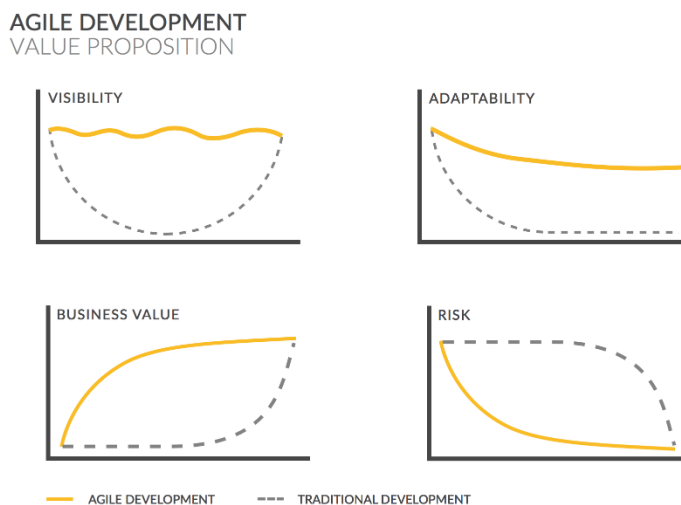 AGILE DEVELOPMENT
VALUE PROPOSITION
VISIBILITY
ADAPTABILITY
BUSINESS VALUE
RISK
AGILE DEVELOPMENT
TRADITIONAL DEVELOPMENT